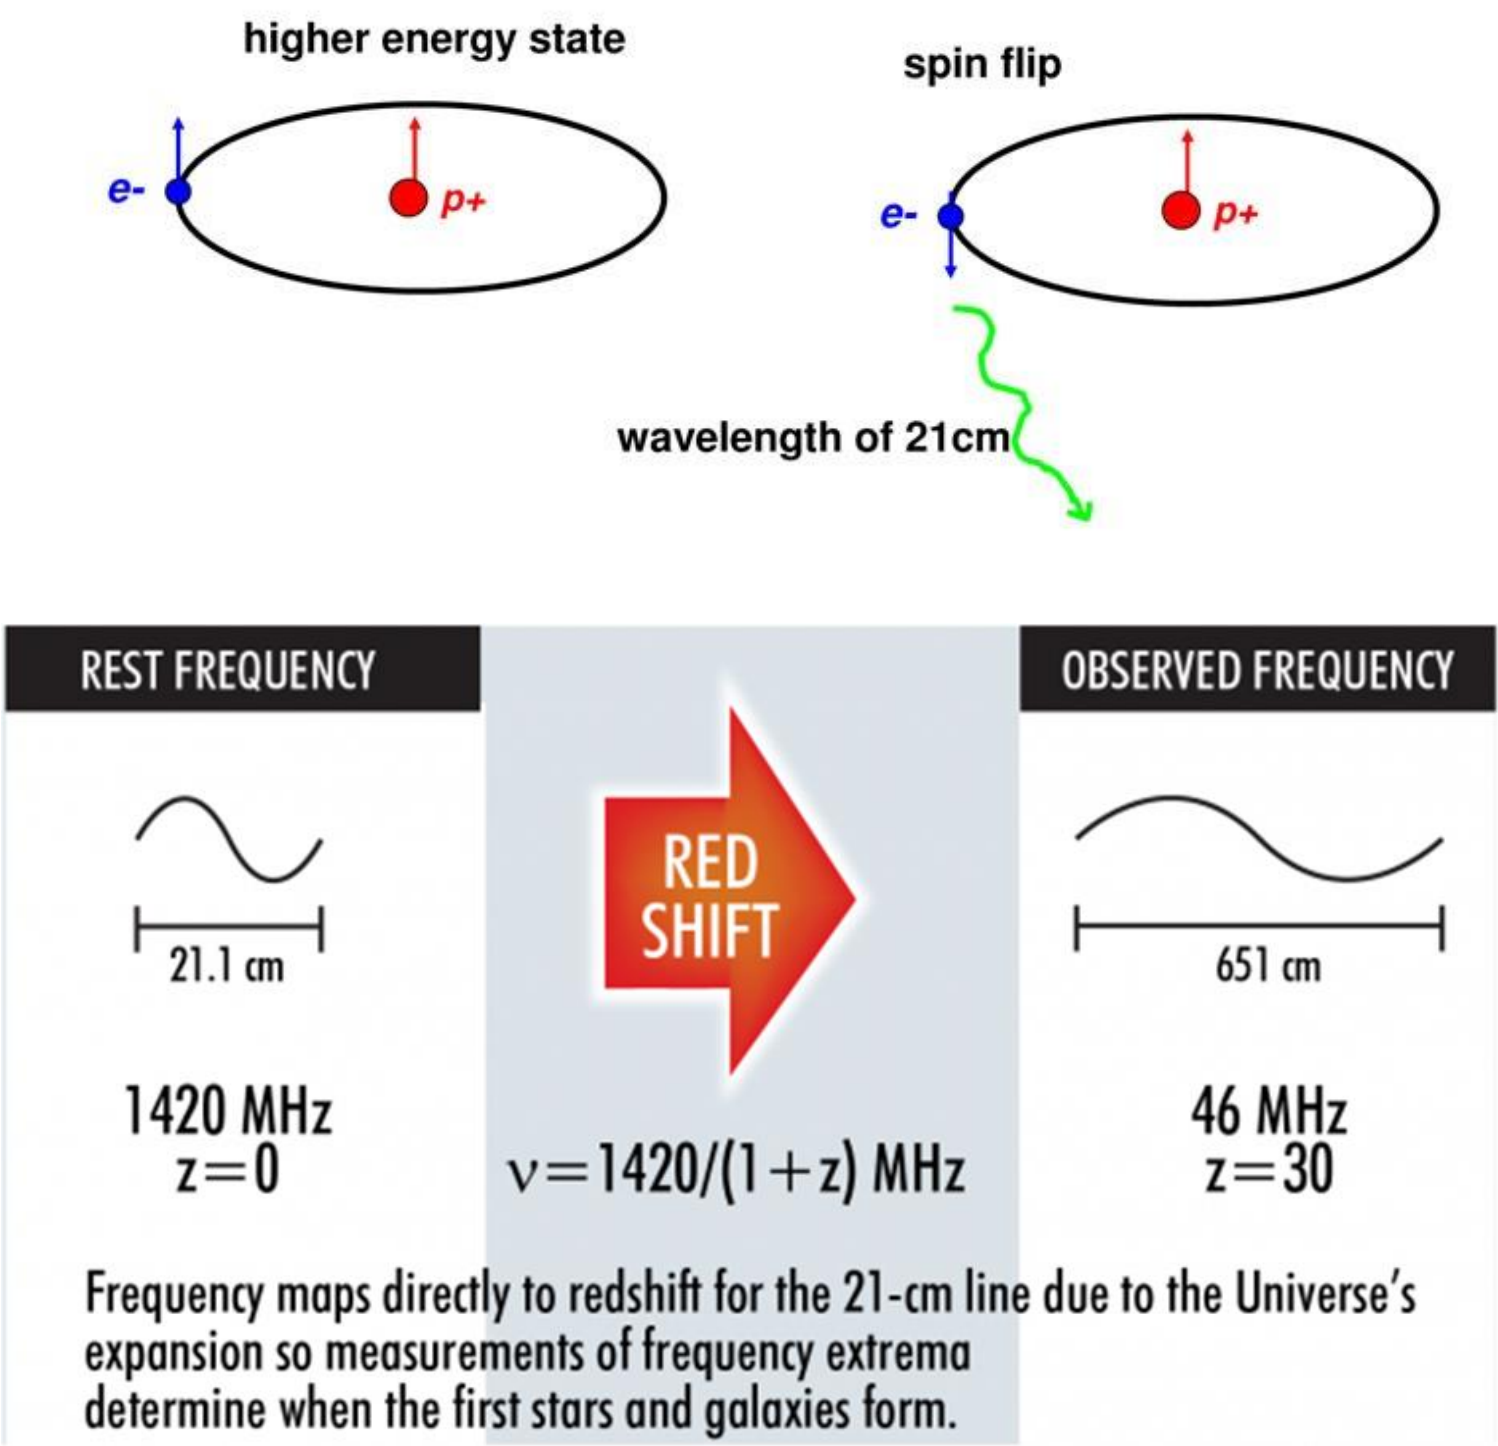 higher energy state
spin flip
e-
p+
e-
p+
wavelength of 21cm
REST FREQUENCY
OBSERVED FREQUENCY
RED
SHIFT
21.1 cm
651 cm
1420 MHz
z=0
ν=1420/(1+z) MHz
46 MHz
z=30
Frequency maps directly to redshift for the 21-cm line due to the Universe's
expansion so measurements of frequency extrema
determine when the first stars and galaxies form.